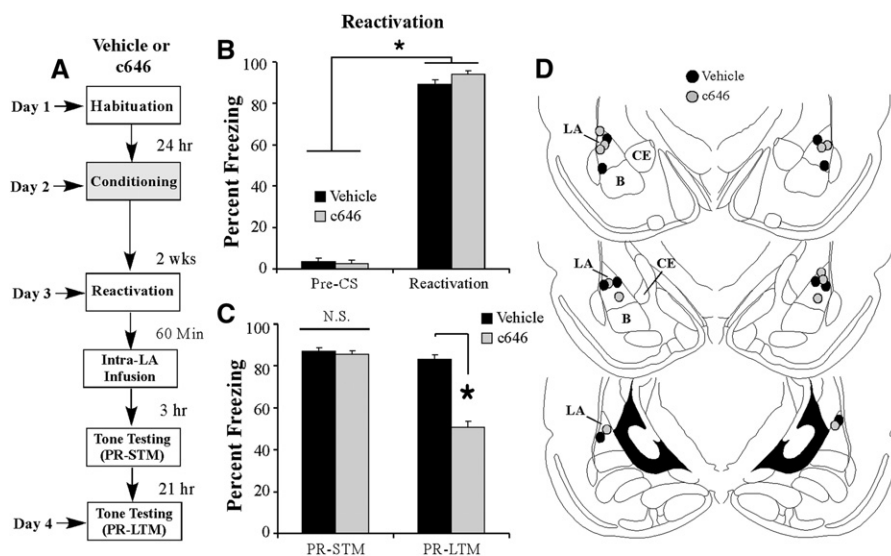 A
Vehicle or
c646
Day 1
Habituation
24 hr
Day 2
Conditioning
2 wks
Day 3
Reactivation
60 Min
Intra-LA
Infusion
3 hr
Tone Testing
(PR-STM)
21 hr
Day 4
Tone Testing
(PR-LTM)
B
Reactivation
*
Percent Freezing
100
80
60
40
20
0
Vehicle
c646
Pre-CS
Reactivation
C
N.S.
Vehicle
c646
*
Percent Freezing
100
80
60
40
20
0
PR-STM
PR-LTM
D
Vehicle
c646
LA
CE
B
LA
CE
B
LA